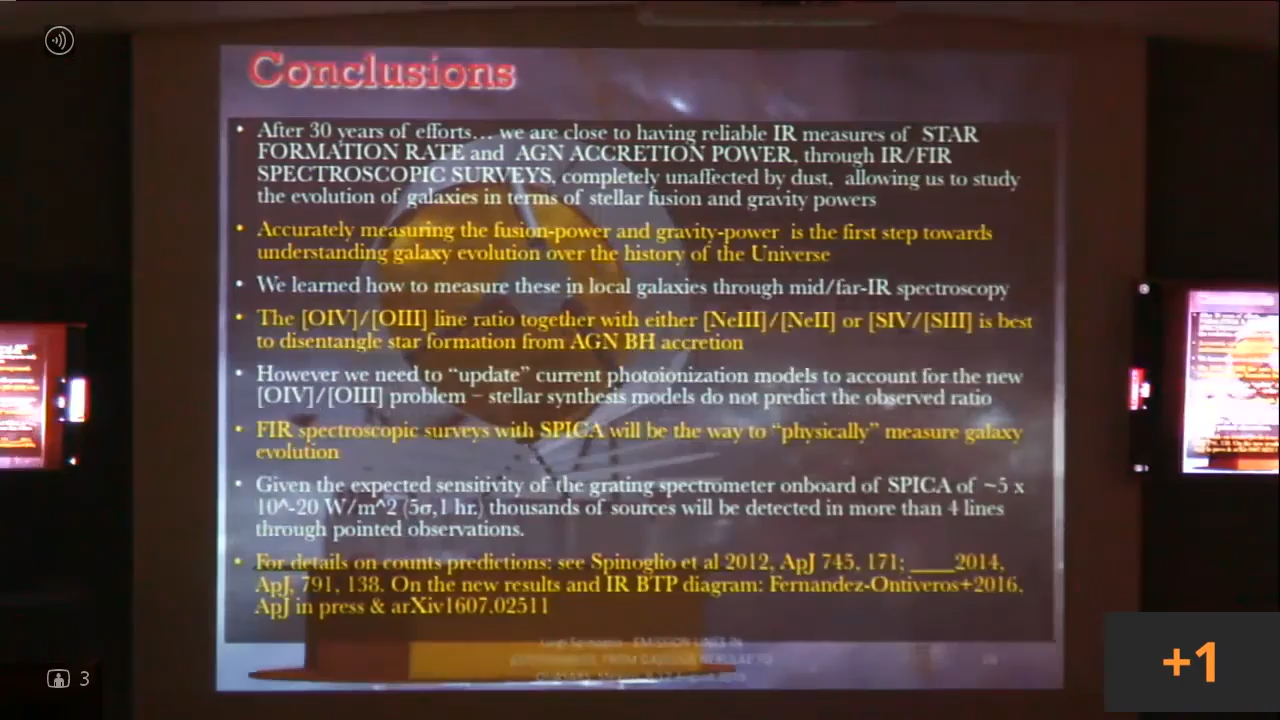 Conclusions
• After 30 years of efforts… we are close to having reliable IR measures of STAR
FORMATION RATE and AGN ACCRETION POWER, through IR/FIR
SPECTROSCOPIC SURVEYS, completely unaffected by dust, allowing us to study
the evolution of galaxies in terms of stellar fusion and gravity powers
• Accurately measuring the fusion-power and gravity-power is the first step towards
understanding galaxy evolution over the history of the Universe
• We learned how to measure these in local galaxies through mid/far-IR spectroscopy
• The [OIV]/[OIII] line ratio together with either [NeIII]/[NeII] or [SIV/[SIII] is best
to disentangle star formation from AGN BH accretion
• However we need to “update” current photoionization models to account for the new
[OIV]/[OIII] problem – stellar synthesis models do not predict the observed ratio
• FIR spectroscopic surveys with SPICA will be the way to “physically” measure galaxy
evolution
• Given the expected sensitivity of the grating spectrometer onboard of SPICA of ~5 x
10^-20 W/m^2 (5σ,1 hr.) thousands of sources will be detected in more than 4 lines
through pointed observations.
• For details on counts predictions: see Spinoglio et al 2012, ApJ 745, 171; ____2014,
ApJ, 791, 138. On the new results and IR BTP diagram: Fernandez-Ontiveros+2016,
ApJ in press & arXiv1607.02511
EMISSION LINES IN
3
+1